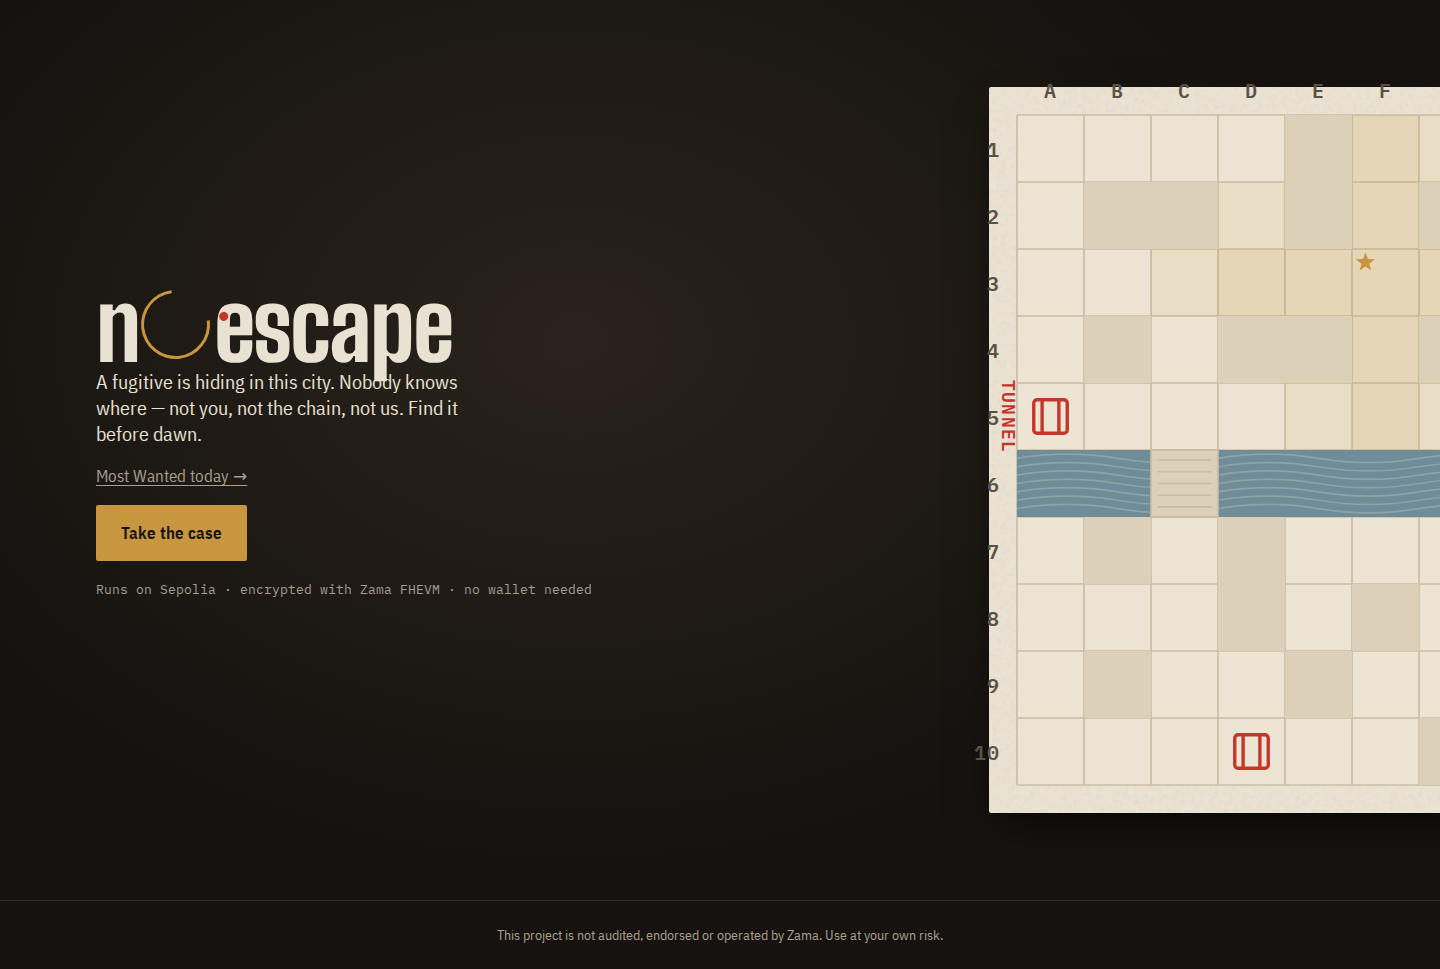 noescape
A fugitive is hiding in this city. Nobody knows
where — not you, not the chain, not us. Find it
before dawn.
Most Wanted today →
Take the case
Runs on Sepolia · encrypted with Zama FHEVM · no wallet needed
A B C D E F
1
2
3
4
TUNNEL
5
6
7
8
9
10
This project is not audited, endorsed or operated by Zama. Use at your own risk.